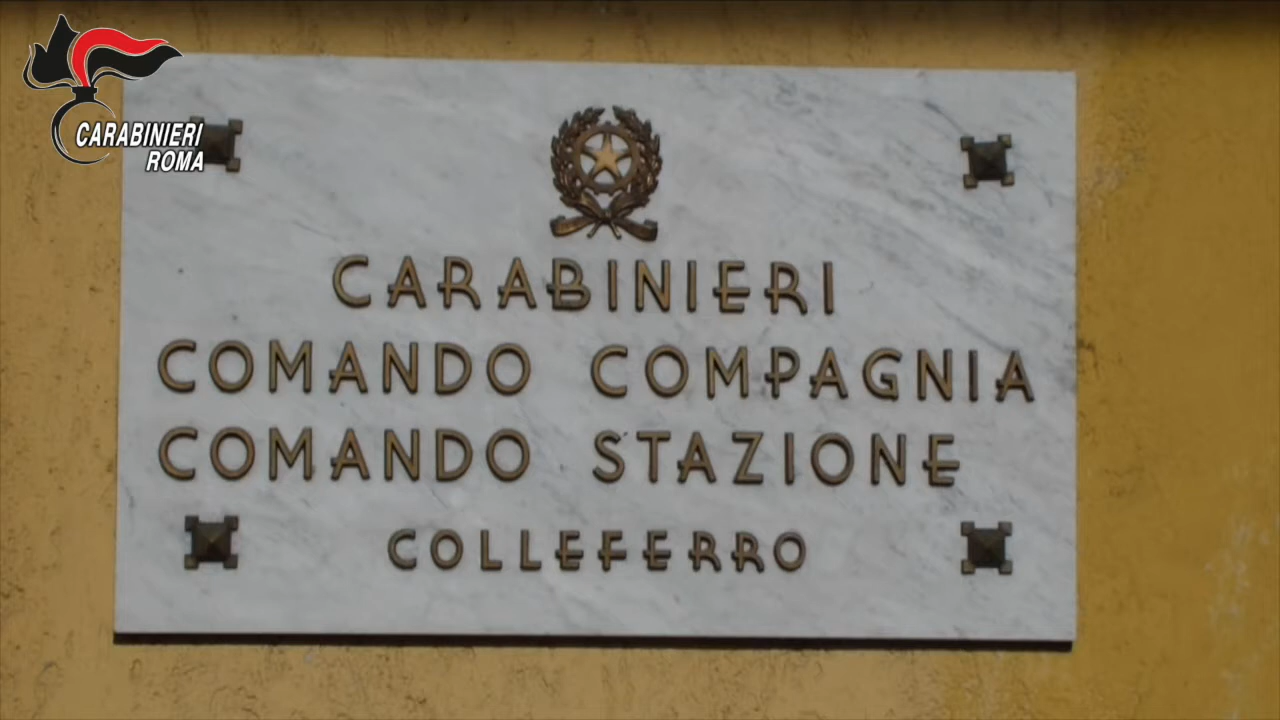 CARABINIERI
ROMA
CARABINIERI
COMANDO COMPAGNIA
COMANDO STAZIONE
COLLEFERRO